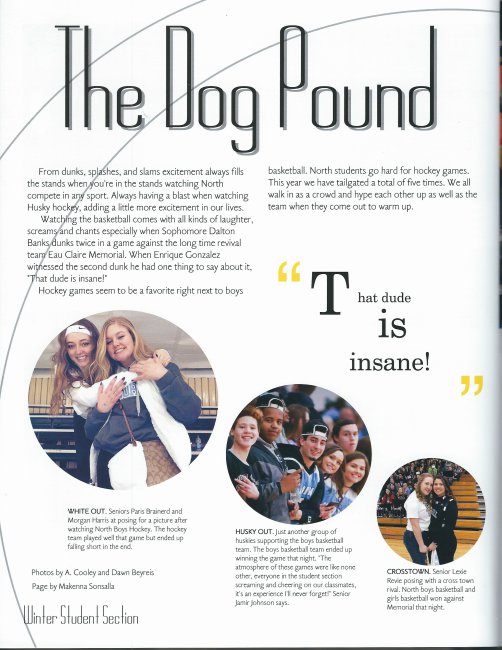 The Dog Pound
From dunks, splashes, and slams excitement always fills
the stands when you're in the stands watching North
compete in any sport. Always having a blast when watching
Husky hockey, adding a little more excitement in our lives.
Watching the basketball comes with all kinds of laughter,
screams and chants especially when Sophomore Dalton
Banks dunks twice in a game against the long time revival
team Eau Claire Memorial. When Enrique Gonzalez
witnessed the second dunk he had one thing to say about it,
"That dude is insane!"
Hockey games seem to be a favorite right next to boys
basketball. North students go hard for hockey games.
This year we have tailgated a total of five times. We all
walk in as a crowd and hype each other up as well as the
team when they come out to warm up.
“ That dude
is
insane!
”
WHITE OUT. Seniors Paris Brainerd and
Morgan Harris at posing for a picture after
watching North Boys Hockey. The hockey
team played well that game but ended up
falling short in the end.
HUSKY OUT. Just another group of
huskies supporting the boys basketball
team. The boys basketball team ended up
winning the game that night. "The
atmosphere of these games were like none
other, everyone in the student section
screaming and cheering on our classmates,
it's an experience I'll never forget!" Senior
Jamir Johnson says.
CROSSTOWN. Senior Lexie
Revie posing with a cross town
rival. North boys basketball and
girls basketball won against
Memorial that night.
Photos by A. Cooley and Dawn Beyreis
Page by Makenna Sonsalla
Winter Student Section